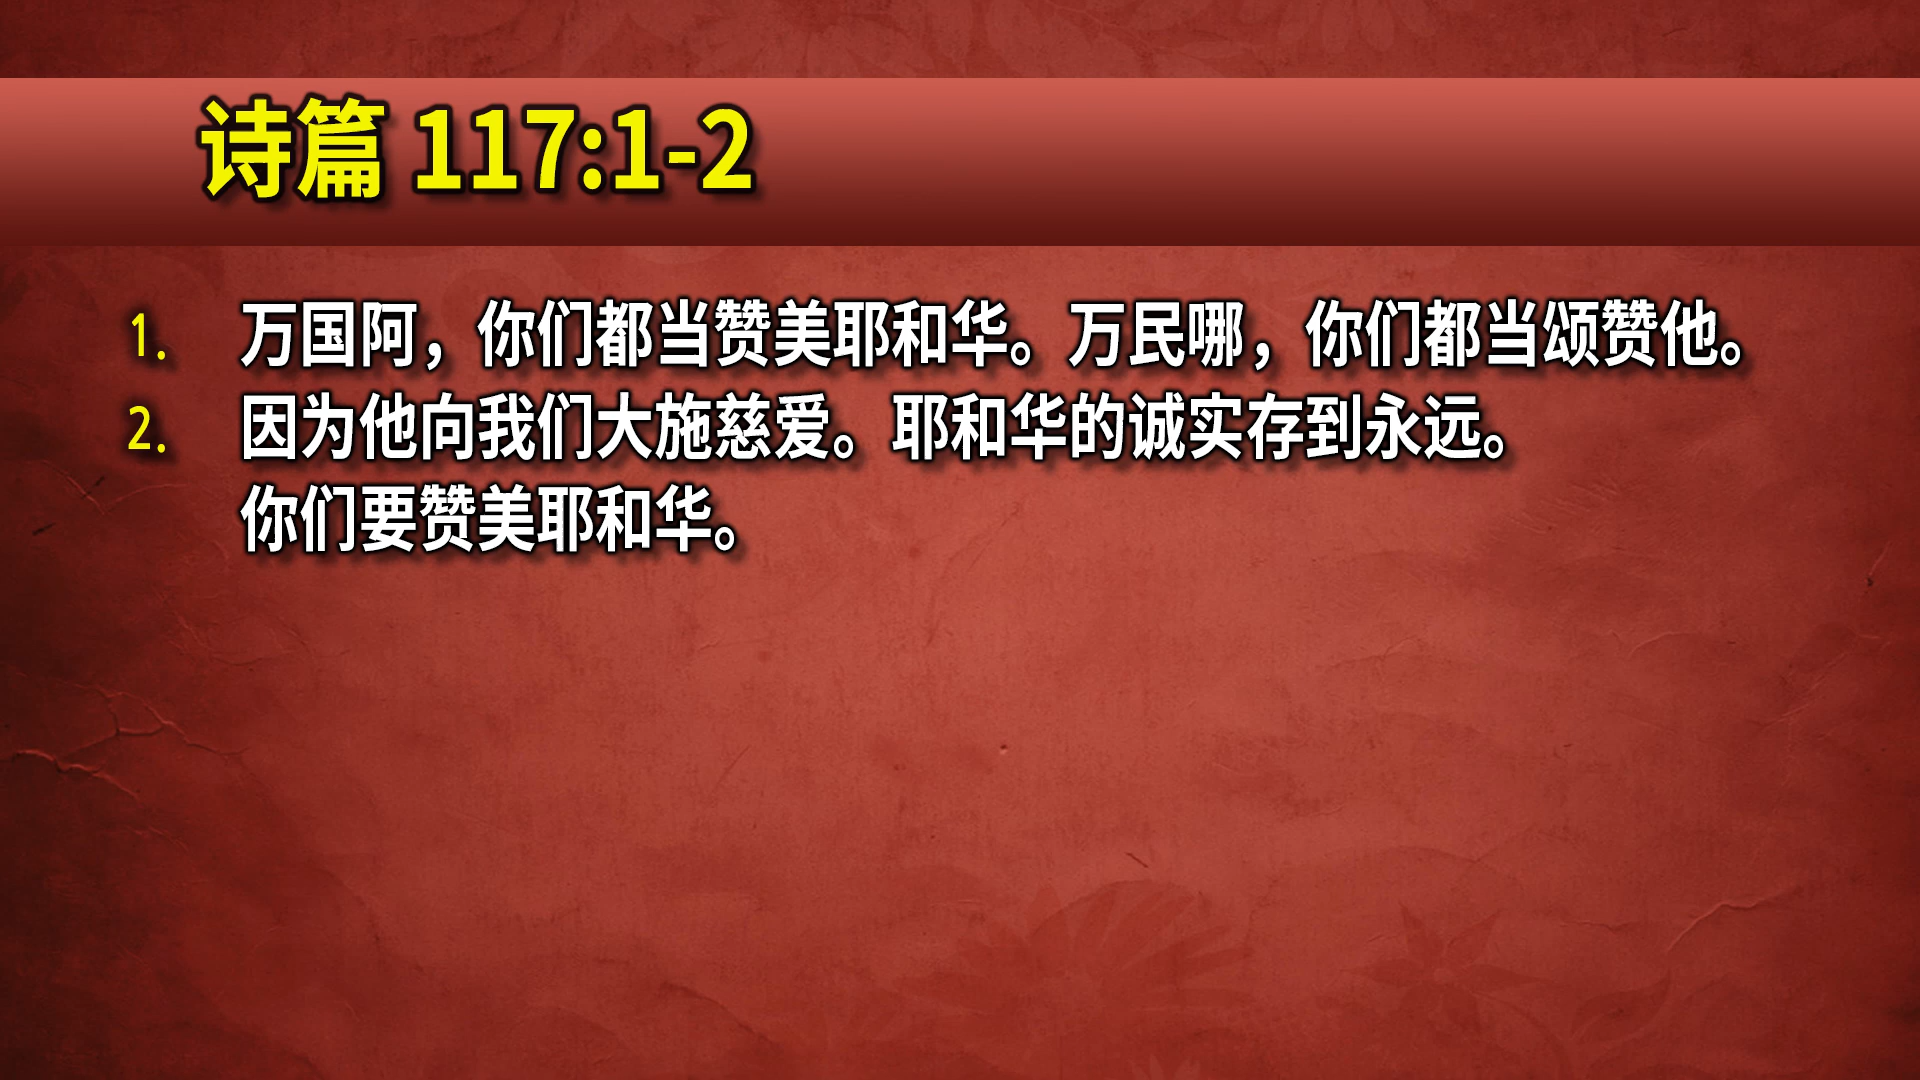 诗篇 117:1-2
1. 万国阿，你们都当赞美耶和华。万民哪，你们都当颂赞他。
2. 因为他向我们大施慈爱。耶和华的诚实存到永远。
你们要赞美耶和华。